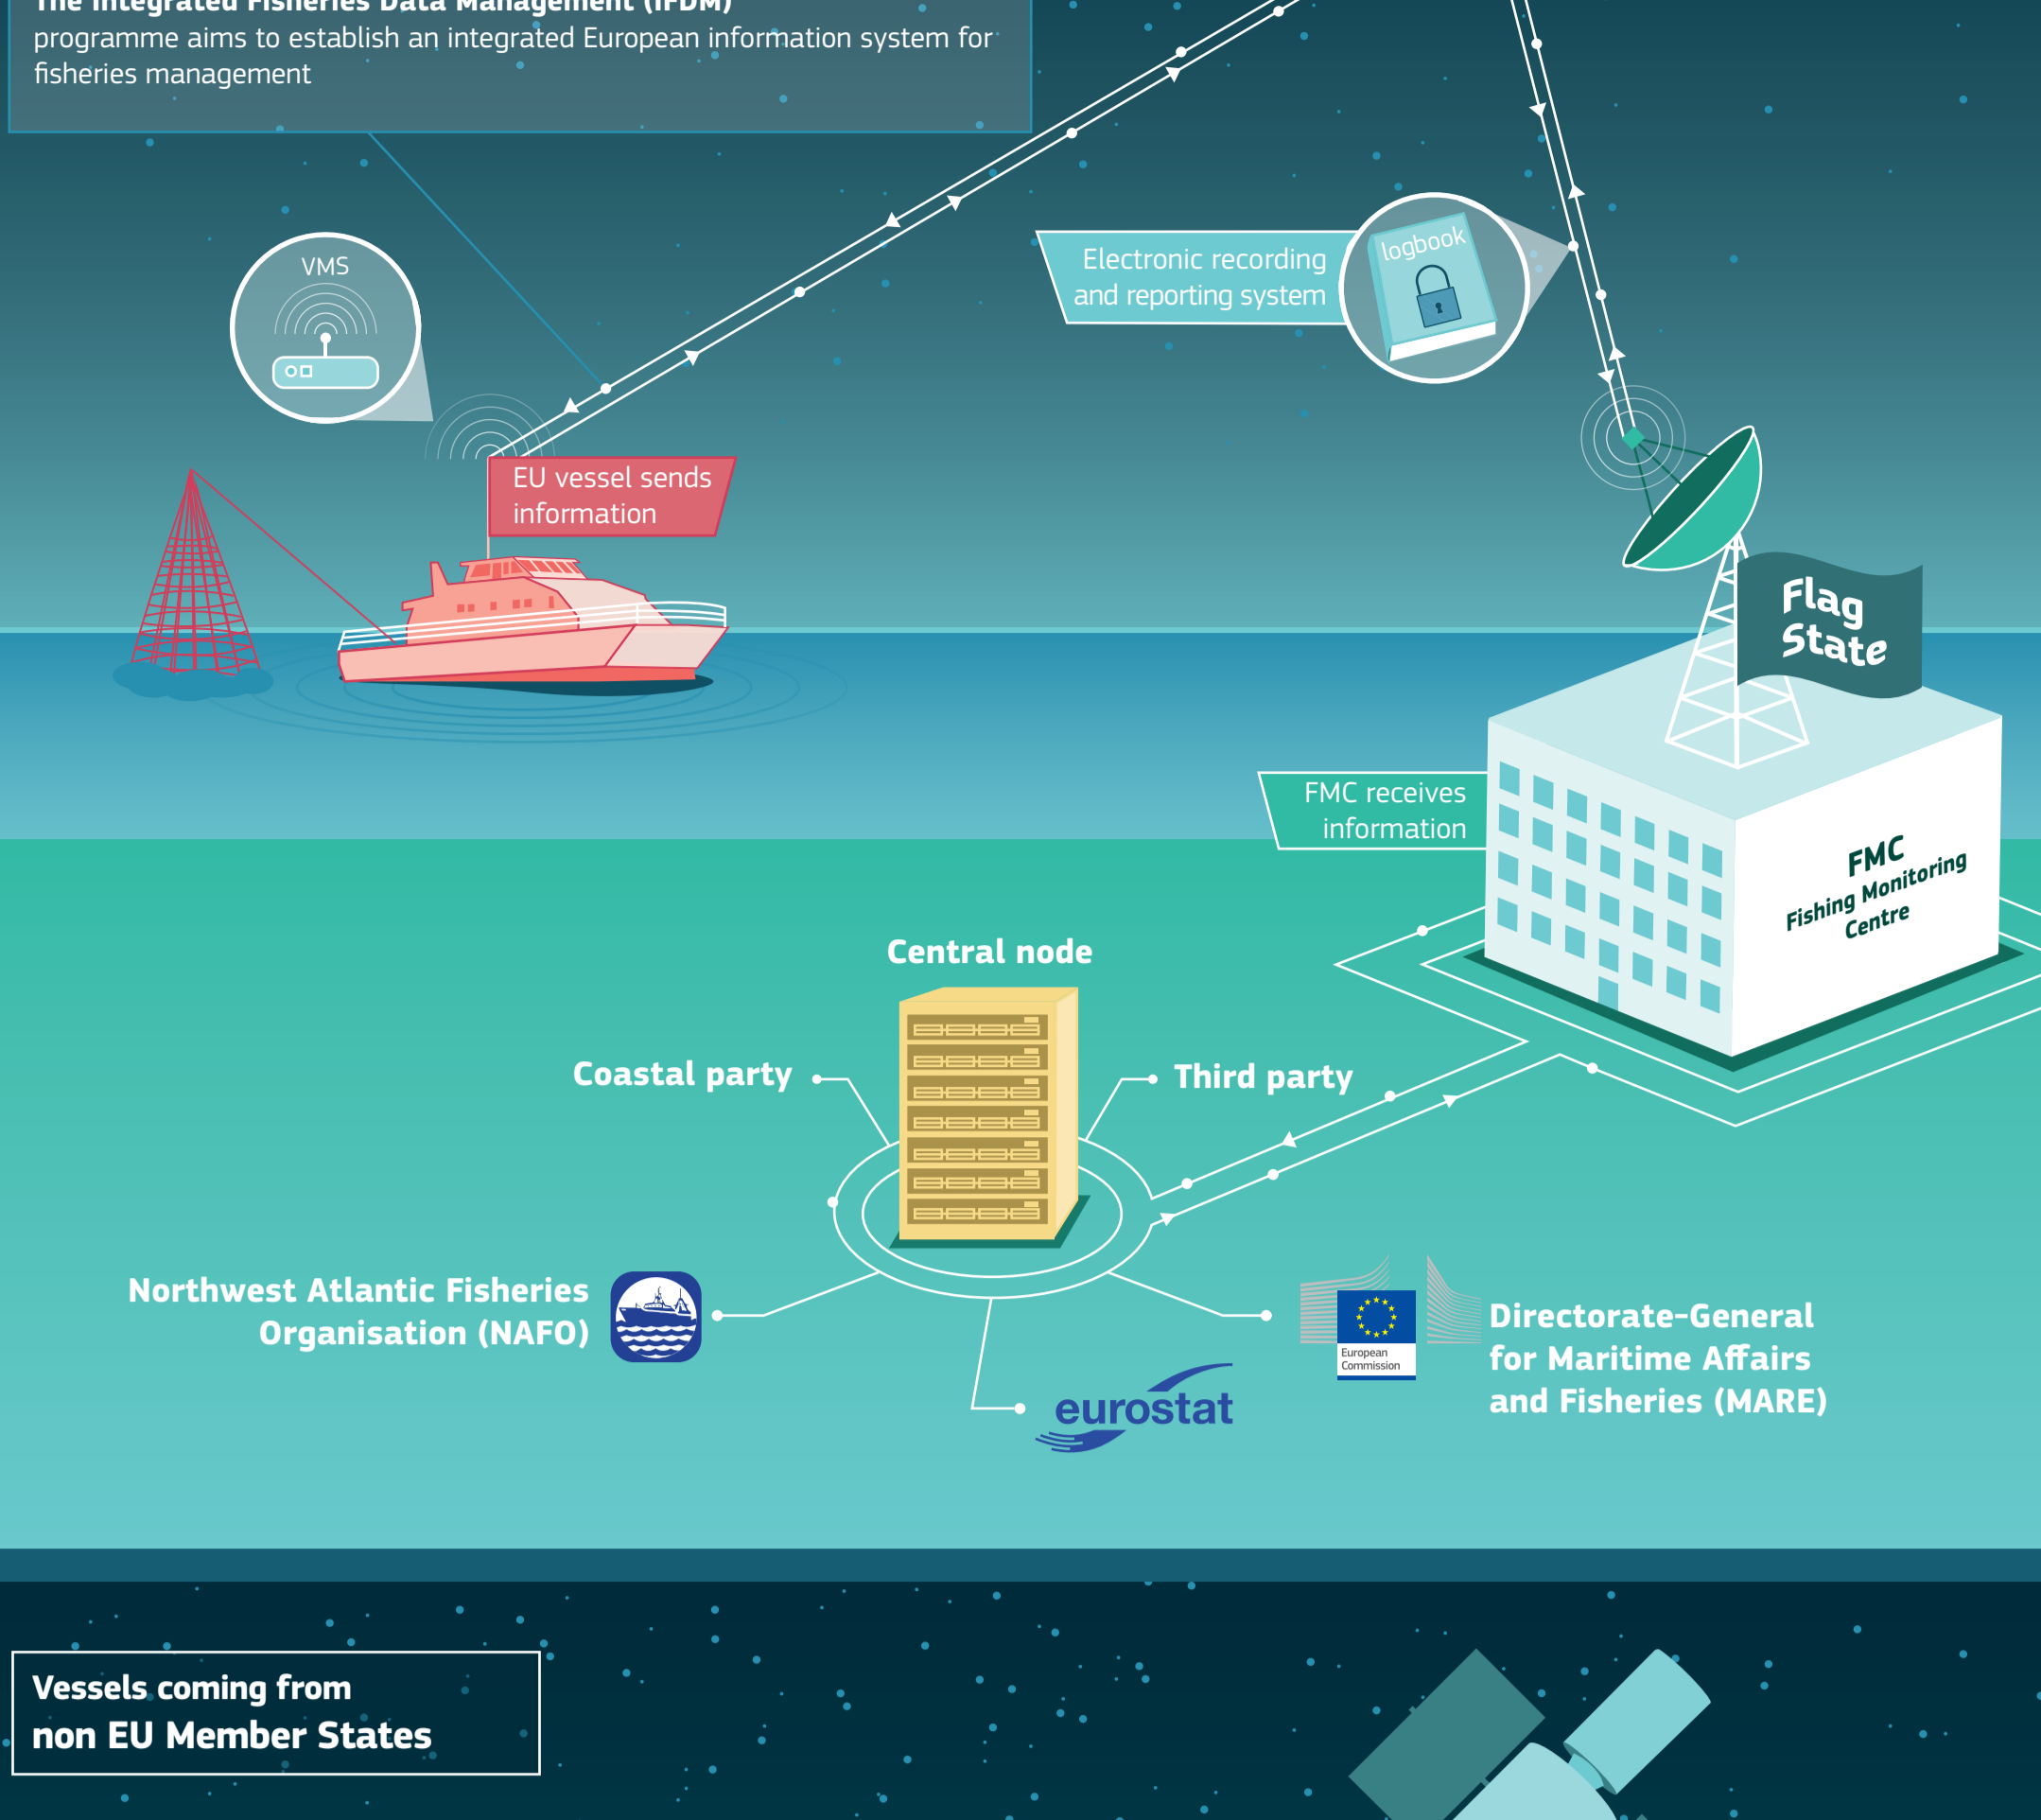 The Integrated Fisheries Data Management (IFDM)
programme aims to establish an integrated European information system for
fisheries management
VMS
logbook
Electronic recording
and reporting system
EU vessel sends
information
Flag
State
FMC receives
information
FMC
Fishing Monitoring
Centre
Central node
Coastal party
Third party
Northwest Atlantic Fisheries
Organisation (NAFO)
European
Commission
Directorate-General
for Maritime Affairs
and Fisheries (MARE)
eurostat
Vessels coming from
non EU Member States